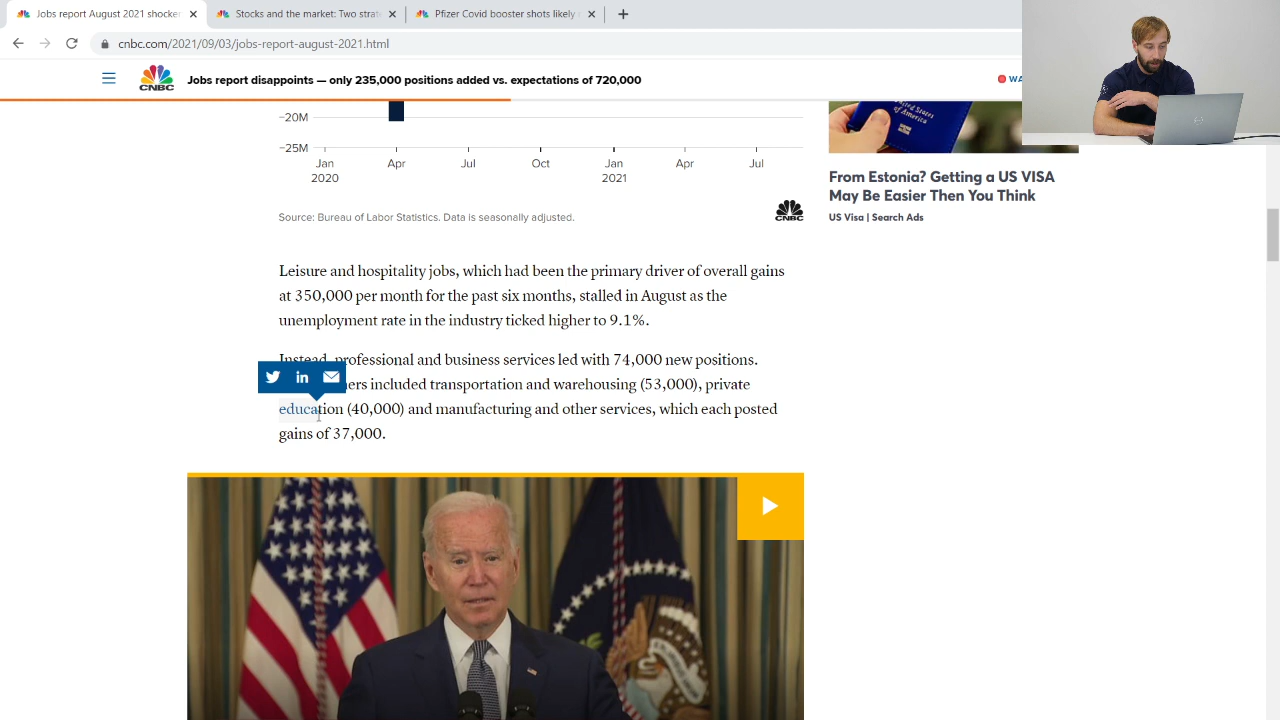 Jobs report August 2021 shocker
Stocks and the market: Two strate
Pfizer Covid booster shots likely
cnbc.com/2021/09/03/jobs-report-august-2021.html
CNBC
Jobs report disappoints — only 235,000 positions added vs. expectations of 720,000
WA
−20M
−25M
Jan Apr Jul Oct Jan Apr Jul
2020 2021
Source: Bureau of Labor Statistics. Data is seasonally adjusted.
CNBC
United States
of America
From Estonia? Getting a US VISA
May Be Easier Then You Think
US Visa | Search Ads
Leisure and hospitality jobs, which had been the primary driver of overall gains
at 350,000 per month for the past six months, stalled in August as the
unemployment rate in the industry ticked higher to 9.1%.
Instead, professional and business services led with 74,000 new positions.
ers included transportation and warehousing (53,000), private
education (40,000) and manufacturing and other services, which each posted
gains of 37,000.